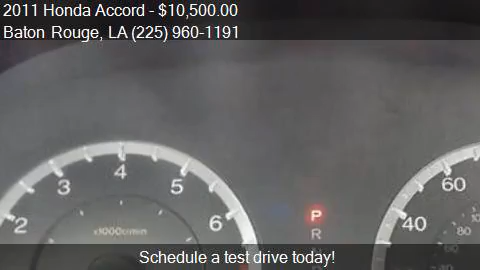 2011 Honda Accord - $10,500.00
Baton Rouge, LA (225) 960-1191
2 3 4 5 6
x1000r/min
P
R
40 60
80
Schedule a test drive today!